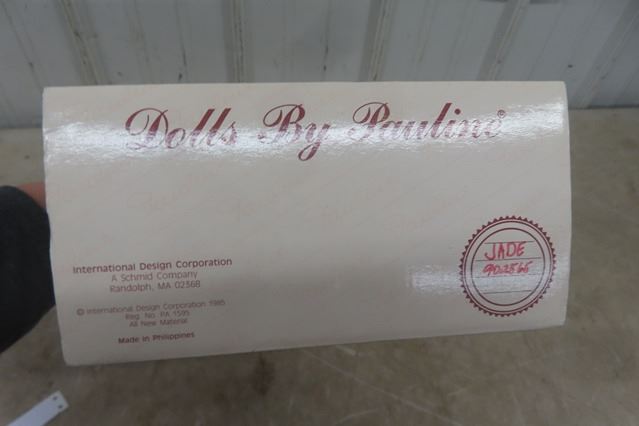 Dolls By Pauline®
International Design Corporation
A Schmid Company
Randolph, MA 02368
© International Design Corporation 1985
Reg. No. PA 1595
All New Material
Made in Philippines
JADE